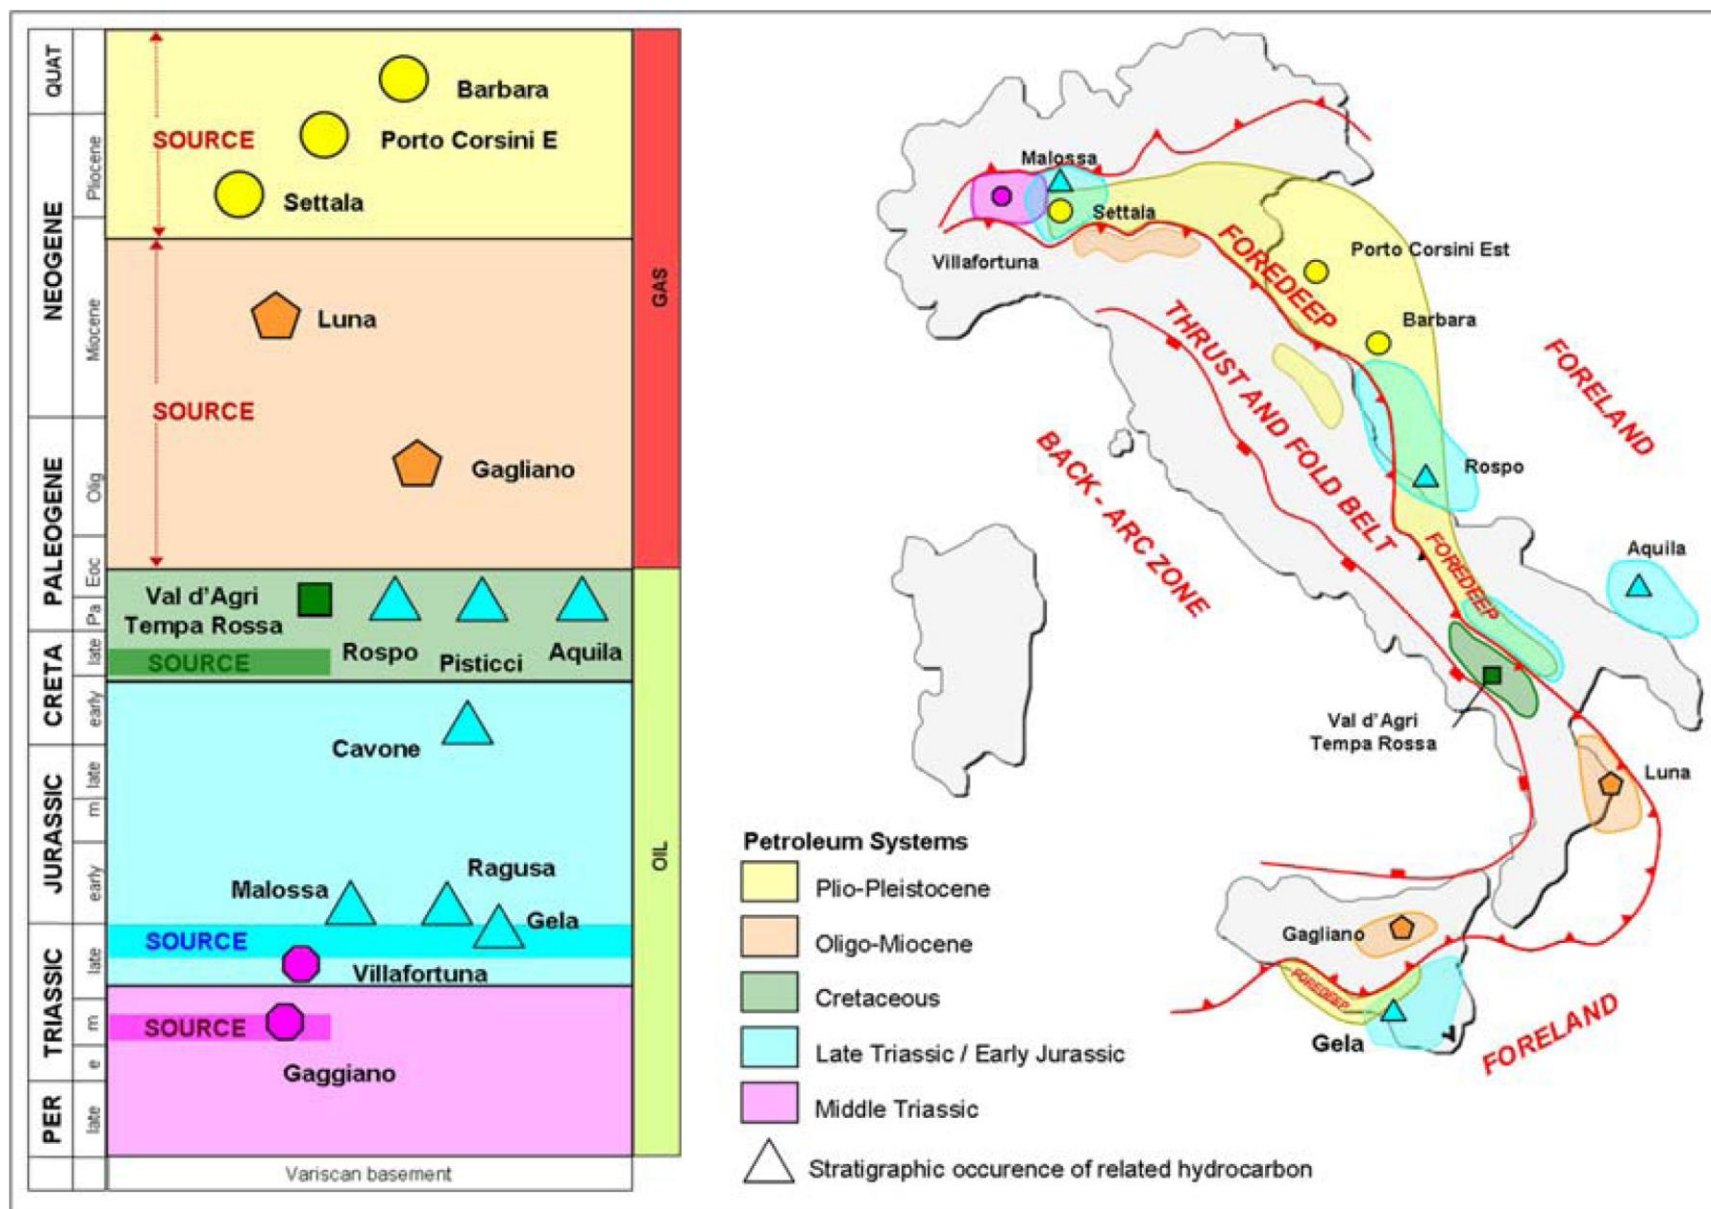 QUAT
NEOGENE
PALEOGENE
CRETA
JURASSIC
TRIASSIC
PER
Pliocene
Miocene
Olig
Eoc
Pa
late
early
late
m
early
late
m
e
late
SOURCE
Barbara
Porto Corsini E
Settala
Luna
SOURCE
Gagliano
Val d'Agri
Tempa Rossa
SOURCE
Rospo
Pisticci
Aquila
Cavone
Malossa
Ragusa
Gela
SOURCE
Villafortuna
SOURCE
Gaggiano
Variscan basement
GAS
OIL
Malossa
Settala
Villafortuna
Porto Corsini Est
Barbara
Rospo
Aquila
Val d'Agri
Tempa Rossa
Luna
Gagliano
Gela
FOREDEEP
THRUST AND FOLD BELT
BACK - ARC ZONE
FORELAND
FOREDEEP
FOREDEEP
FORELAND
Petroleum Systems
Plio-Pleistocene
Oligo-Miocene
Cretaceous
Late Triassic / Early Jurassic
Middle Triassic
Stratigraphic occurence of related hydrocarbon